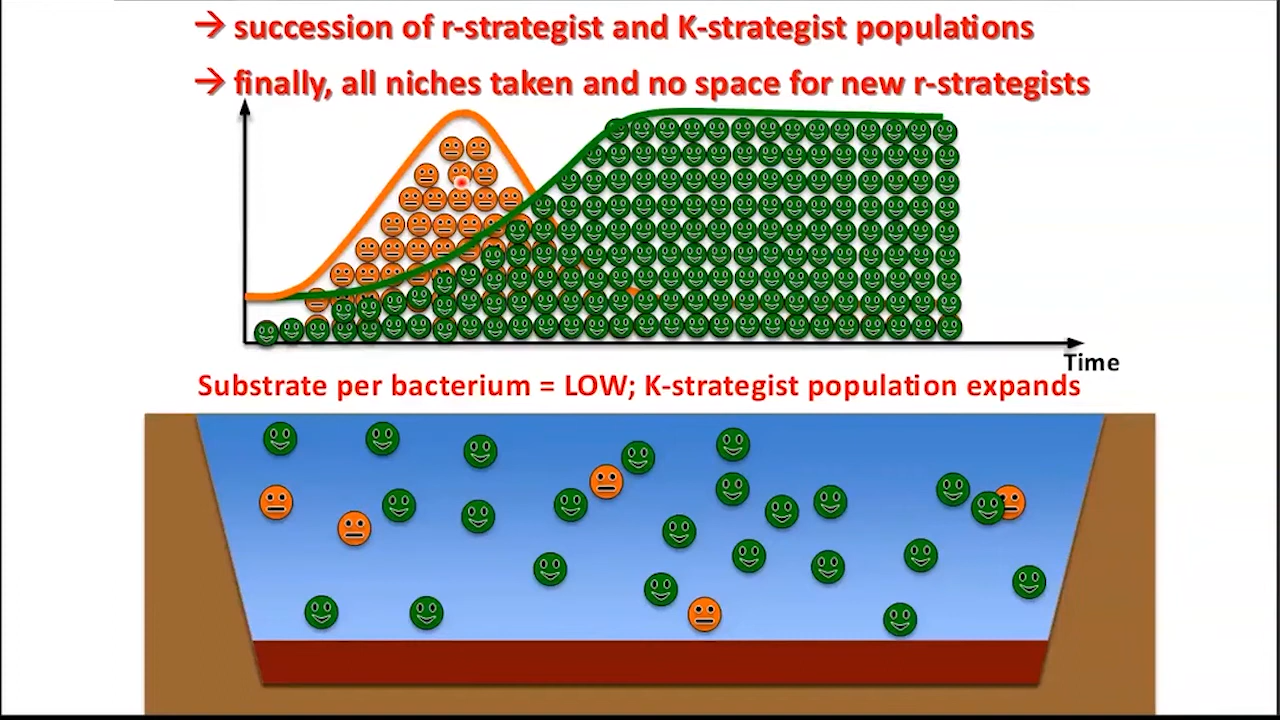 → succession of r-strategist and K-strategist populations
→ finally, all niches taken and no space for new r-strategists
Time
Substrate per bacterium = LOW; K-strategist population expands